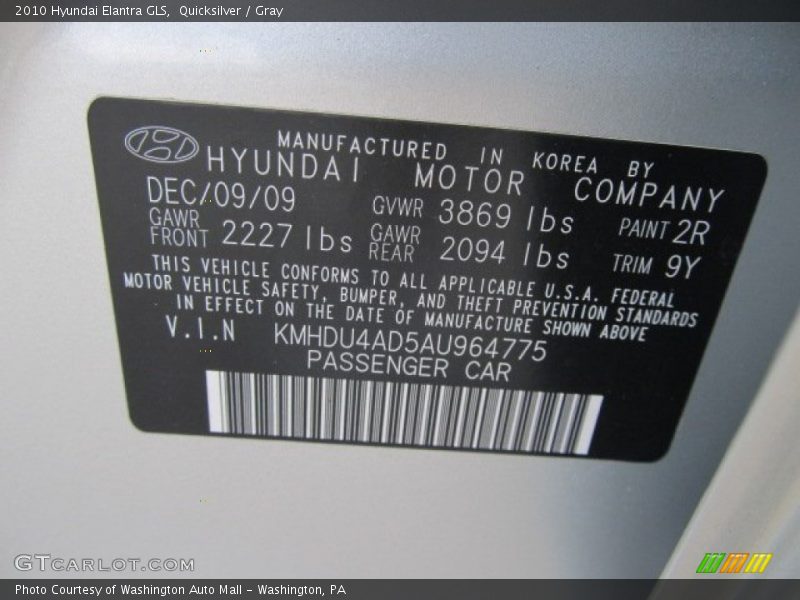 2010 Hyundai Elantra GLS, Quicksilver / Gray
MANUFACTURED IN KOREA BY
HYUNDAI MOTOR COMPANY
DEC/09/09 GVWR 3869 lbs PAINT 2R
GAWR FRONT 2227 lbs GAWR REAR 2094 lbs TRIM 9Y
THIS VEHICLE CONFORMS TO ALL APPLICABLE U.S.A. FEDERAL
MOTOR VEHICLE SAFETY, BUMPER, AND THEFT PREVENTION STANDARDS
IN EFFECT ON THE DATE OF MANUFACTURE SHOWN ABOVE
V.I.N KMHDU4AD5AU964775
PASSENGER CAR
GTCARLOT.COM
Photo Courtesy of Washington Auto Mall - Washington, PA